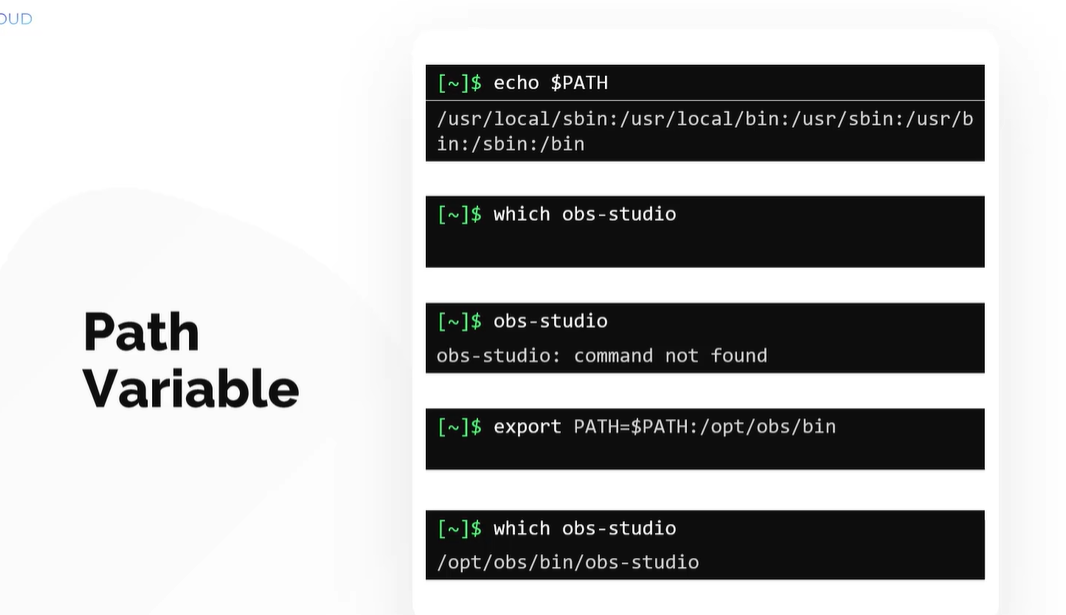 OUD
[~]$ echo $PATH
/usr/local/sbin:/usr/local/bin:/usr/sbin:/usr/b
in:/sbin:/bin
[~]$ which obs-studio
[~]$ obs-studio
obs-studio: command not found
[~]$ export PATH=$PATH:/opt/obs/bin
[~]$ which obs-studio
/opt/obs/bin/obs-studio
Path
Variable